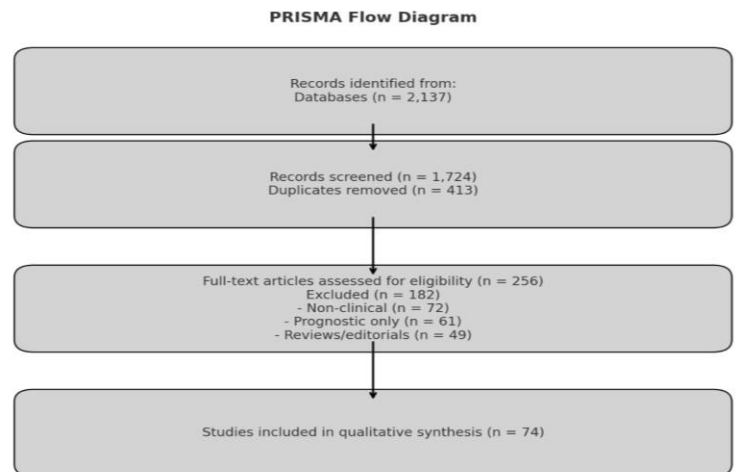 PRISMA Flow Diagram
Records identified from:
Databases (n = 2,137)
Records screened (n = 1,724)
Duplicates removed (n = 413)
Full-text articles assessed for eligibility (n = 256)
Excluded (n = 182)
- Non-clinical (n = 72)
- Prognostic only (n = 61)
- Reviews/editorials (n = 49)
Studies included in qualitative synthesis (n = 74)